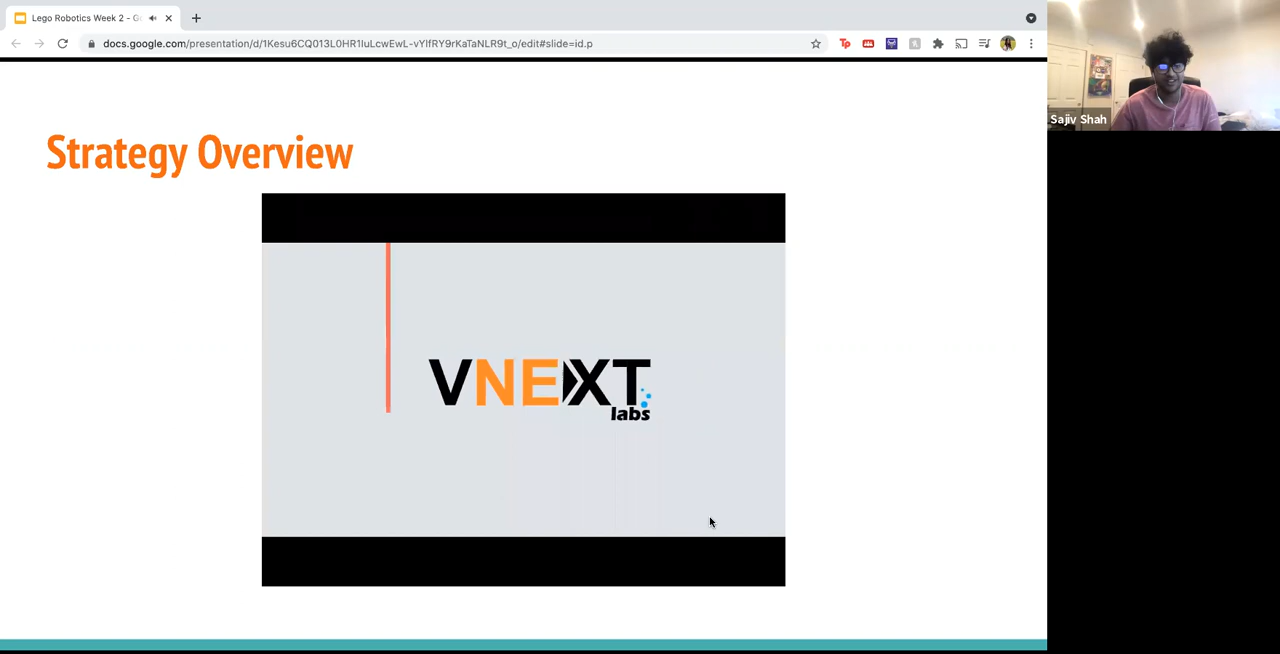 Lego Robotics Week 2 - G
docs.google.com/presentation/d/1Kesu6CQ013L0HR1luLcwEwL-vYlfRY9rKaTaNLR9t_o/edit#slide=id.p
Tp
Sajiv Shah
Strategy Overview
VNEXT
labs